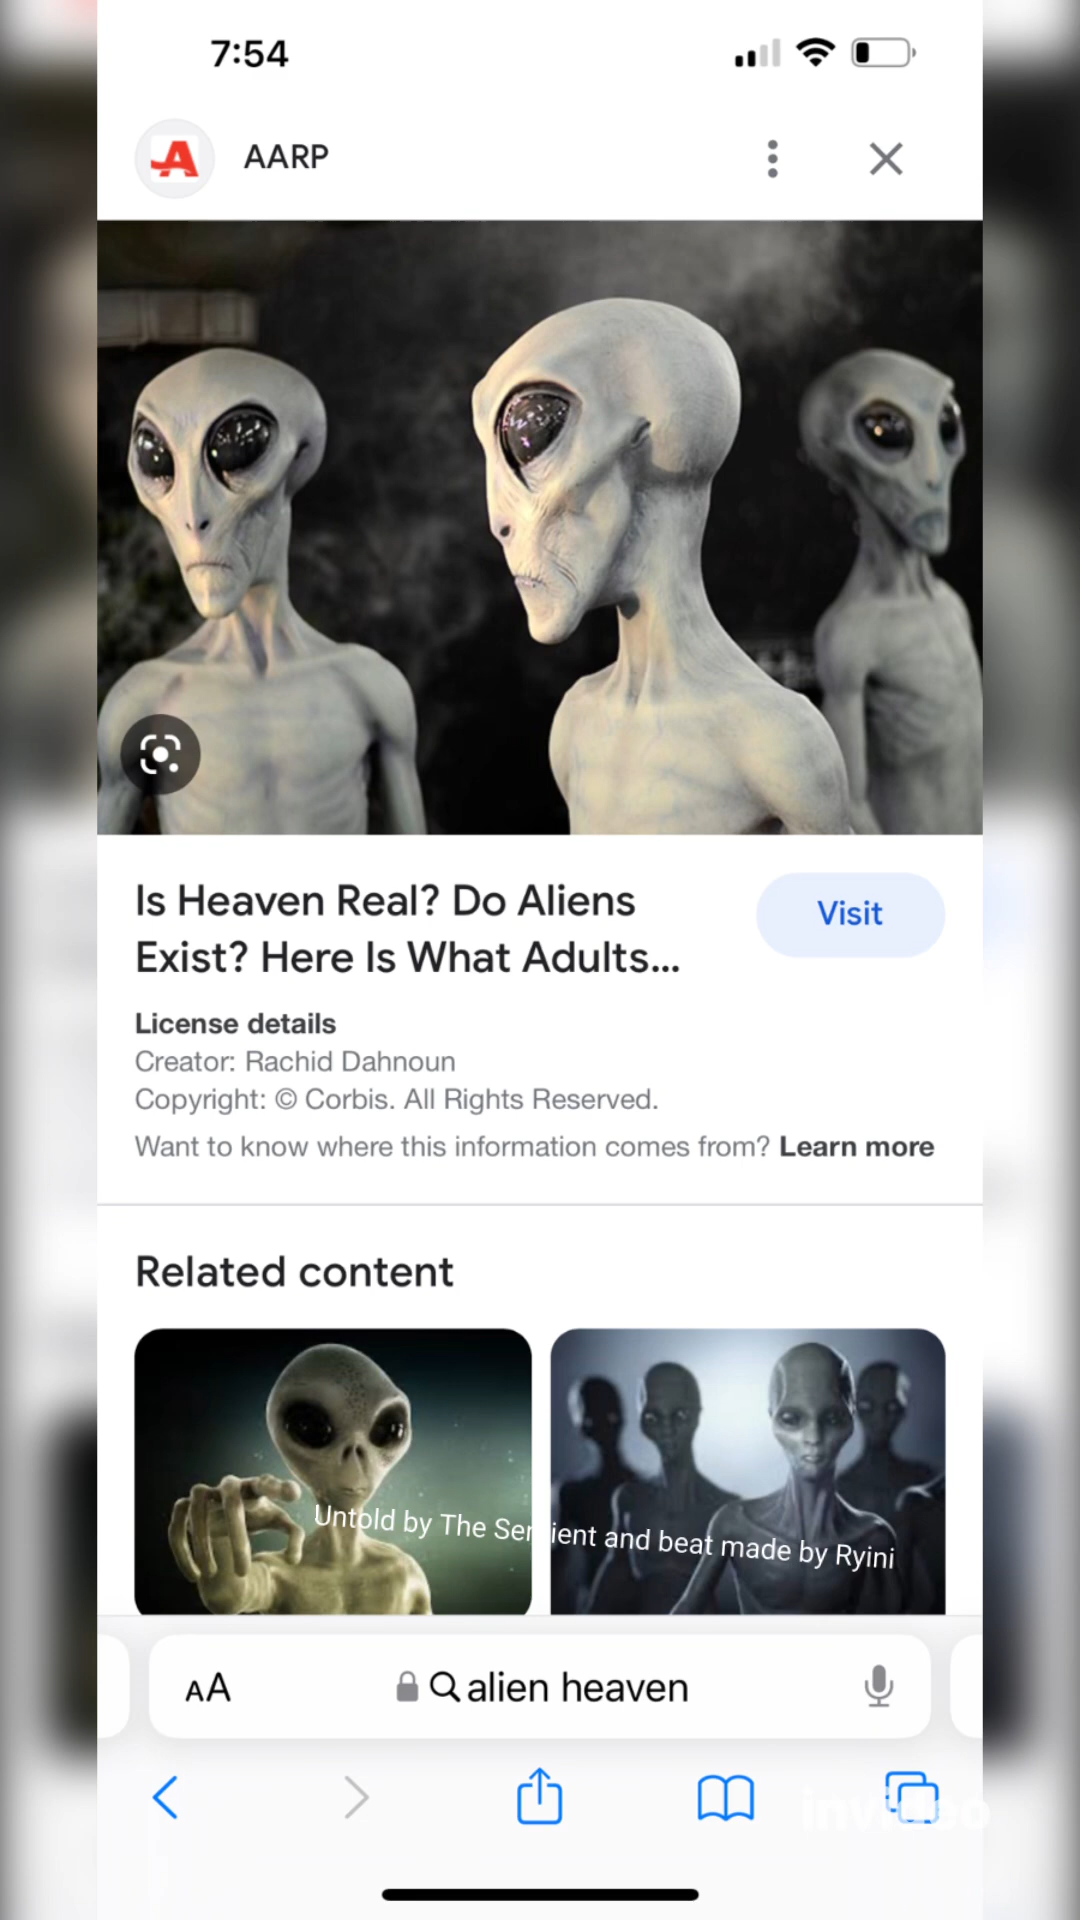 7:54
AARP
Is Heaven Real? Do Aliens
Exist? Here Is What Adults...
Visit
License details
Creator: Rachid Dahnoun
Copyright: © Corbis. All Rights Reserved.
Want to know where this information comes from? Learn more
Related content
Untold by The Sentient and beat made by Ryini
AA
alien heaven
invideo